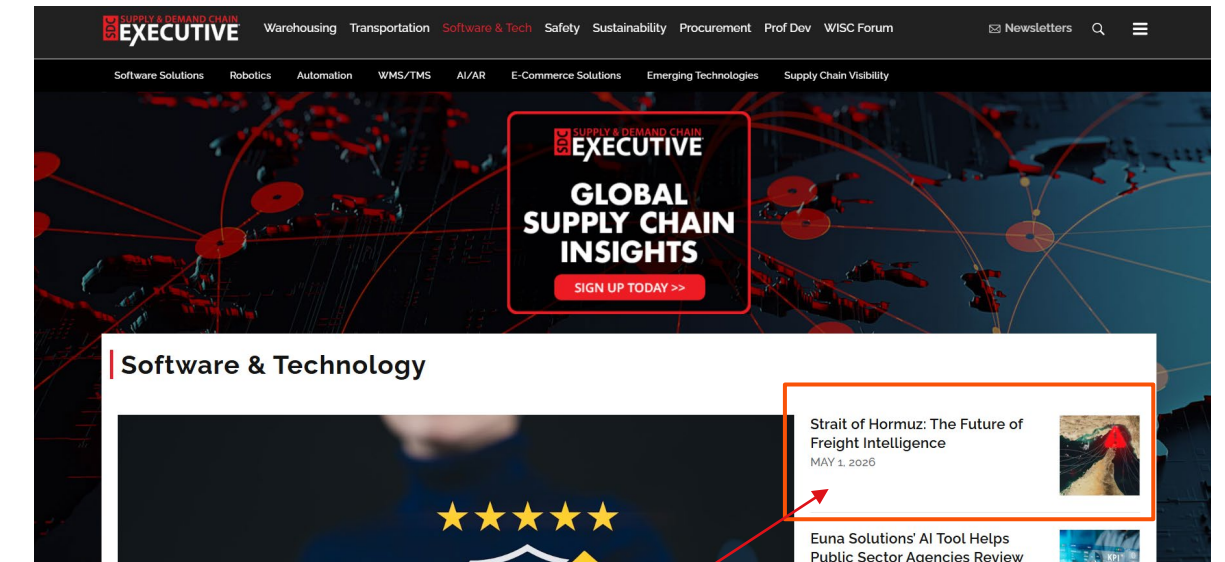 SDC
SUPPLY & DEMAND CHAIN
EXECUTIVE
Warehousing Transportation Software & Tech Safety Sustainability Procurement Prof Dev WISC Forum
Newsletters
Software Solutions Robotics Automation WMS/TMS AI/AR E-Commerce Solutions Emerging Technologies Supply Chain Visibility
SDC
SUPPLY & DEMAND CHAIN
EXECUTIVE
GLOBAL
SUPPLY CHAIN
INSIGHTS
SIGN UP TODAY >>
Software & Technology
Strait of Hormuz: The Future of
Freight Intelligence
MAY 1, 2026
Euna Solutions' AI Tool Helps
Public Sector Agencies Review
KPI